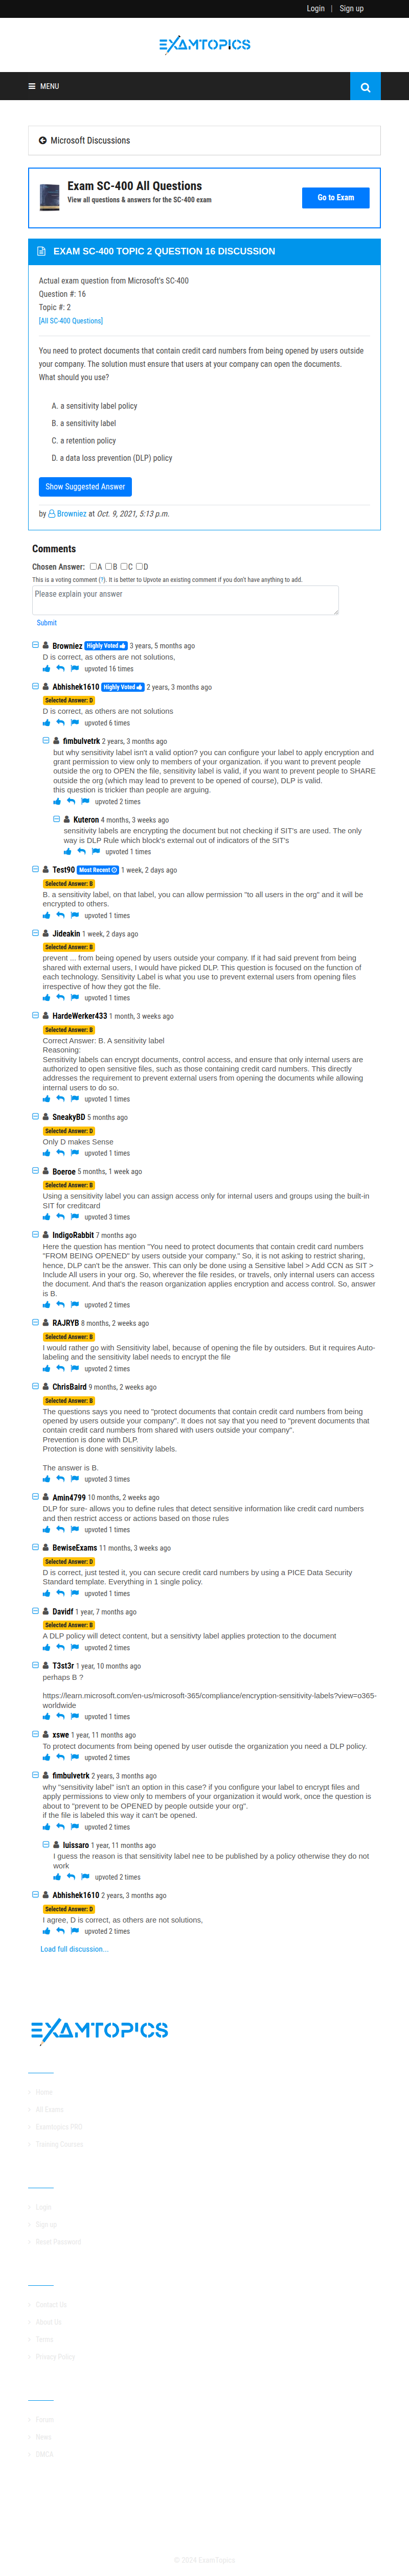 Login | Sign up
EXAMTOPICS
MENU
Microsoft Discussions
Exam SC-400 All Questions
View all questions & answers for the SC-400 exam
Go to Exam
EXAM SC-400 TOPIC 2 QUESTION 16 DISCUSSION
Actual exam question from Microsoft's SC-400
Question #: 16
Topic #: 2
[All SC-400 Questions]
You need to protect documents that contain credit card numbers from being opened by users outside
your company. The solution must ensure that users at your company can open the documents.
What should you use?
A. a sensitivity label policy
B. a sensitivity label
C. a retention policy
D. a data loss prevention (DLP) policy
Show Suggested Answer
by Browniez at Oct. 9, 2021, 5:13 p.m.
Comments
Chosen Answer: A B C D
This is a voting comment (?). It is better to Upvote an existing comment if you don't have anything to add.
Please explain your answer
Submit
Browniez Highly Voted 3 years, 5 months ago
D is correct, as others are not solutions,
upvoted 16 times
Abhishek1610 Highly Voted 2 years, 3 months ago
Selected Answer: D
D is correct, as others are not solutions
upvoted 6 times
fimbulvetrk 2 years, 3 months ago
but why sensitivity label isn't a valid option? you can configure your label to apply encryption and
grant permission to view only to members of your organization. if you want to prevent people
outside the org to OPEN the file, sensitivity label is valid, if you want to prevent people to SHARE
outside the org (which may lead to prevent to be opened of course), DLP is valid.
this question is trickier than people are arguing.
upvoted 2 times
Kuteron 4 months, 3 weeks ago
sensitivity labels are encrypting the document but not checking if SIT's are used. The only
way is DLP Rule which block's external out of indicators of the SIT's
upvoted 1 times
Test90 Most Recent 1 week, 2 days ago
Selected Answer: B
B. a sensitivity label, on that label, you can allow permission "to all users in the org" and it will be
encrypted to others.
upvoted 1 times
Jideakin 1 week, 2 days ago
Selected Answer: B
prevent ... from being opened by users outside your company. If it had said prevent from being
shared with external users, I would have picked DLP. This question is focused on the function of
each technology. Sensitivity Label is what you use to prevent external users from opening files
irrespective of how they got the file.
upvoted 1 times
HardeWerker433 1 month, 3 weeks ago
Selected Answer: B
Correct Answer: B. A sensitivity label
Reasoning:
Sensitivity labels can encrypt documents, control access, and ensure that only internal users are
authorized to open sensitive files, such as those containing credit card numbers. This directly
addresses the requirement to prevent external users from opening the documents while allowing
internal users to do so.
upvoted 1 times
SneakyBD 5 months ago
Selected Answer: D
Only D makes Sense
upvoted 1 times
Boeroe 5 months, 1 week ago
Selected Answer: B
Using a sensitivity label you can assign access only for internal users and groups using the built-in
SIT for creditcard
upvoted 3 times
IndigoRabbit 7 months ago
Here the question has mention "You need to protect documents that contain credit card numbers
"FROM BEING OPENED" by users outside your company." So, it is not asking to restrict sharing,
hence, DLP can't be the answer. This can only be done using a Sensitive label > Add CCN as SIT >
Include All users in your org. So, wherever the file resides, or travels, only internal users can access
the document. And that's the reason organization applies encryption and access control. So, answer
is B.
upvoted 2 times
RAJRYB 8 months, 2 weeks ago
Selected Answer: B
I would rather go with Sensitivity label, because of opening the file by outsiders. But it requires Auto-
labeling and the sensitivity label needs to encrypt the file
upvoted 2 times
ChrisBaird 9 months, 2 weeks ago
Selected Answer: B
The questions says you need to "protect documents that contain credit card numbers from being
opened by users outside your company". It does not say that you need to "prevent documents that
contain credit card numbers from shared with users outside your system".
Prevention is done with DLP.
Protection is done with sensitivity labels.
The answer is B.
upvoted 3 times
Amin4799 10 months, 2 weeks ago
DLP for sure- allows you to define rules that detect sensitive information like credit card numbers
and then restrict access or actions based on those rules
upvoted 1 times
BewiseExams 11 months, 3 weeks ago
Selected Answer: D
D is correct, just tested it, you can secure credit card numbers by using a PICE Data Security
Standard template. Everything in 1 single policy.
upvoted 1 times
Davidf 1 year, 7 months ago
Selected Answer: B
A DLP policy will detect content, but a sensitivty label applies protection to the document
upvoted 2 times
T3st3r 1 year, 10 months ago
perhaps B ?
https://learn.microsoft.com/en-us/microsoft-365/compliance/encryption-sensitivity-labels?view=o365-
worldwide
upvoted 1 times
xswe 1 year, 11 months ago
To protect documents from being opened by user outisde the organization you need a DLP policy.
upvoted 2 times
fimbulvetrk 2 years, 3 months ago
why "sensitivity label" isn't an option in this case? if you configure your label to encrypt files and
apply permissions to view only to members of your organization it would work, once the question is
about to "prevent to be OPENED by people outside your org".
if the file is labeled this way it can't be opened.
upvoted 2 times
luissaro 1 year, 11 months ago
I guess the reason is that sensitivity label nee to be published by a policy otherwise they do not
work
upvoted 2 times
Abhishek1610 2 years, 3 months ago
Selected Answer: D
I agree, D is correct, as others are not solutions,
upvoted 2 times
Load full discussion...
EXAMTOPICS
Home
All Exams
Examtopics PRO
Training Courses
Login
Sign up
Reset Password
Contact Us
About Us
Terms
Privacy Policy
Forum
News
DMCA
© 2024 ExamTopics